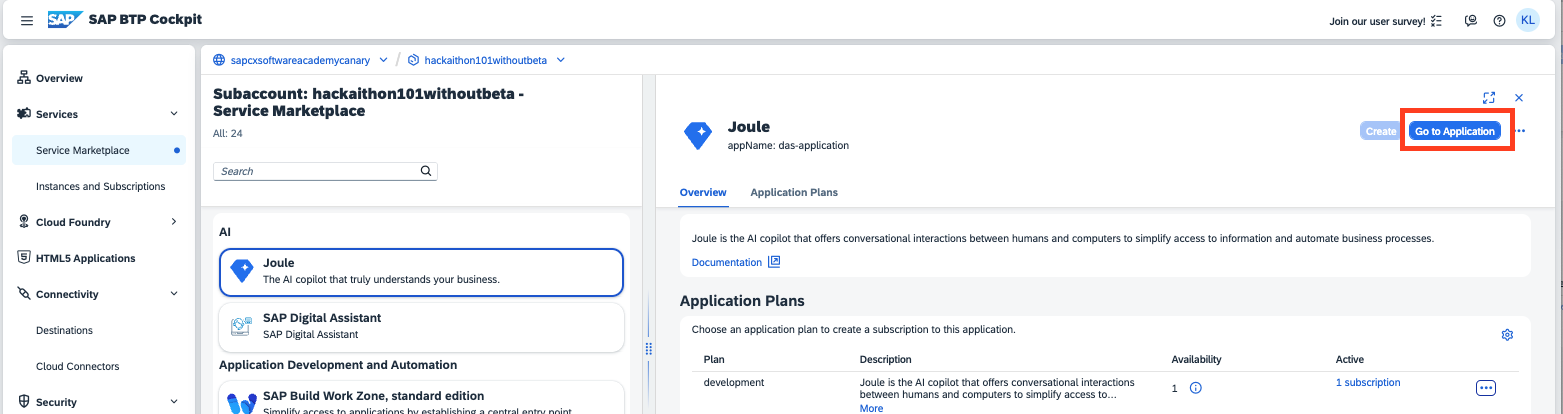 SAP SAP BTP Cockpit
Join our user survey!
KL
Overview
Services
Service Marketplace
Instances and Subscriptions
Cloud Foundry
HTML5 Applications
Connectivity
Destinations
Cloud Connectors
Security
sapcxsoftwareacademycanary / hackaithon101withoutbeta
Subaccount: hackaithon101withoutbeta -
Service Marketplace
All: 24
Search
AI
Joule
The AI copilot that truly understands your business.
SAP Digital Assistant
SAP Digital Assistant
Application Development and Automation
SAP Build Work Zone, standard edition
Simplify access to applications by establishing a central entry point
Joule
appName: das-application
Create
Go to Application
Overview
Application Plans
Joule is the AI copilot that offers conversational interactions between humans and computers to simplify access to information and automate business processes.
Documentation
Application Plans
Choose an application plan to create a subscription to this application.
Plan Description Availability Active
development Joule is the AI copilot that offers conversational interactions 1 1 subscription
between humans and computers to simplify access to...
More